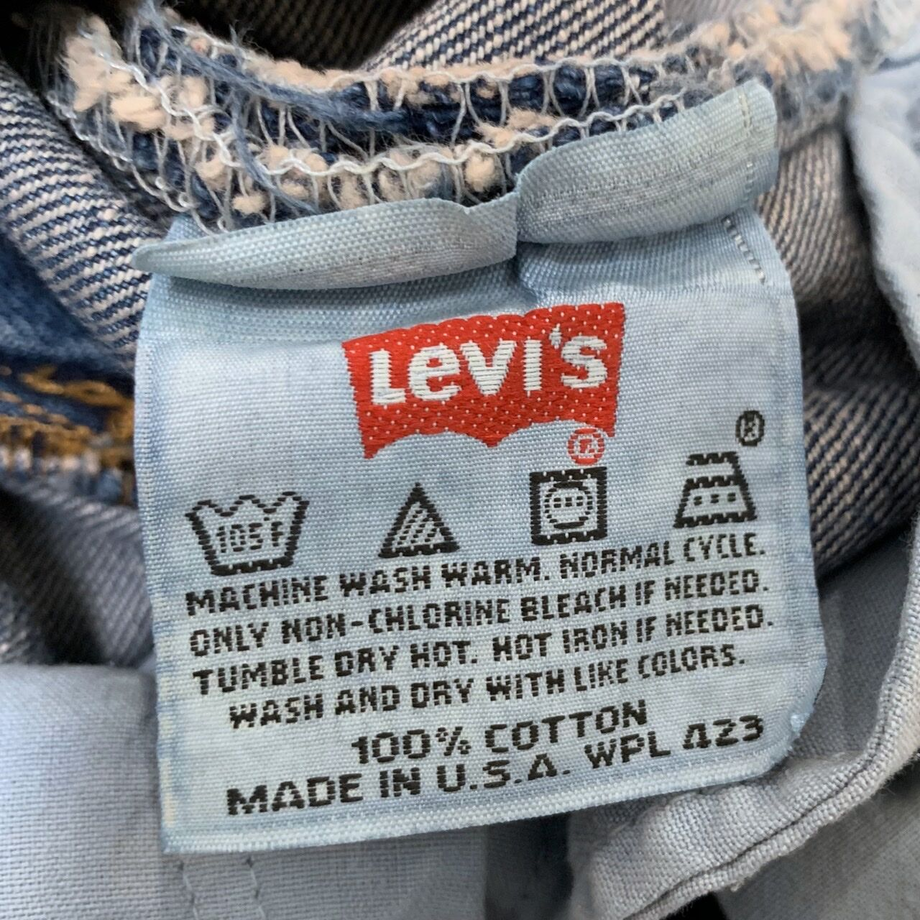 Levi's
®
®
105°F
MACHINE WASH WARM. NORMAL CYCLE.
ONLY NON-CHLORINE BLEACH IF NEEDED.
TUMBLE DRY HOT. HOT IRON IF NEEDED.
WASH AND DRY WITH LIKE COLORS.
100% COTTON
MADE IN U.S.A. WPL 423